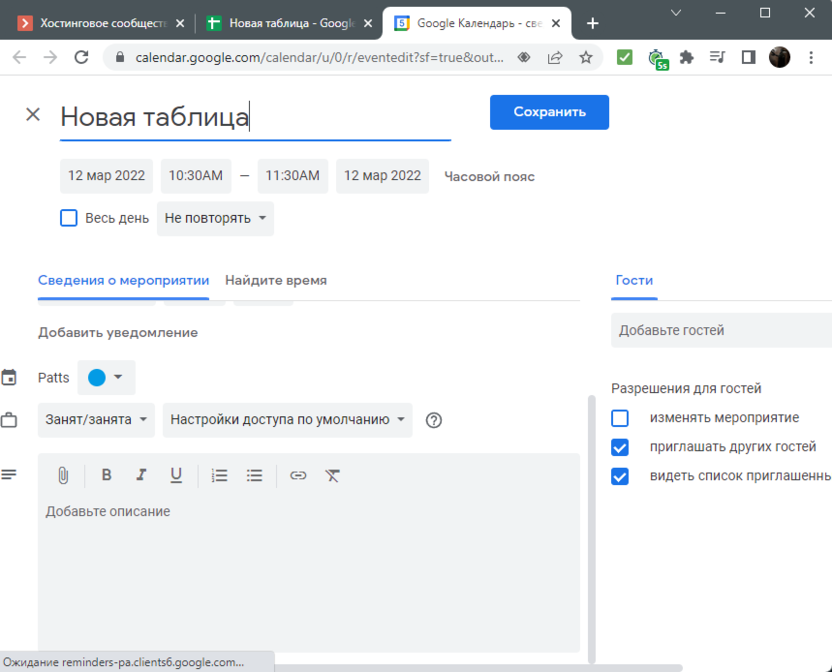 Хостинговое сообщест
Новая таблица - Google
Google Календарь - све
calendar.google.com/calendar/u/0/r/eventedit?sf=true&out...
5s
Новая таблица
Сохранить
12 мар 2022 10:30AM — 11:30AM 12 мар 2022 Часовой пояс
Весь день Не повторять
Сведения о мероприятии Найдите время
Гости
Добавить уведомление
Добавьте гостей
Patts
Разрешения для гостей
Занят/занята Настройки доступа по умолчанию
изменять мероприятие
приглашать других гостей
видеть список приглашенны
B I U
Добавьте описание
Ожидание reminders-pa.clients6.google.com...